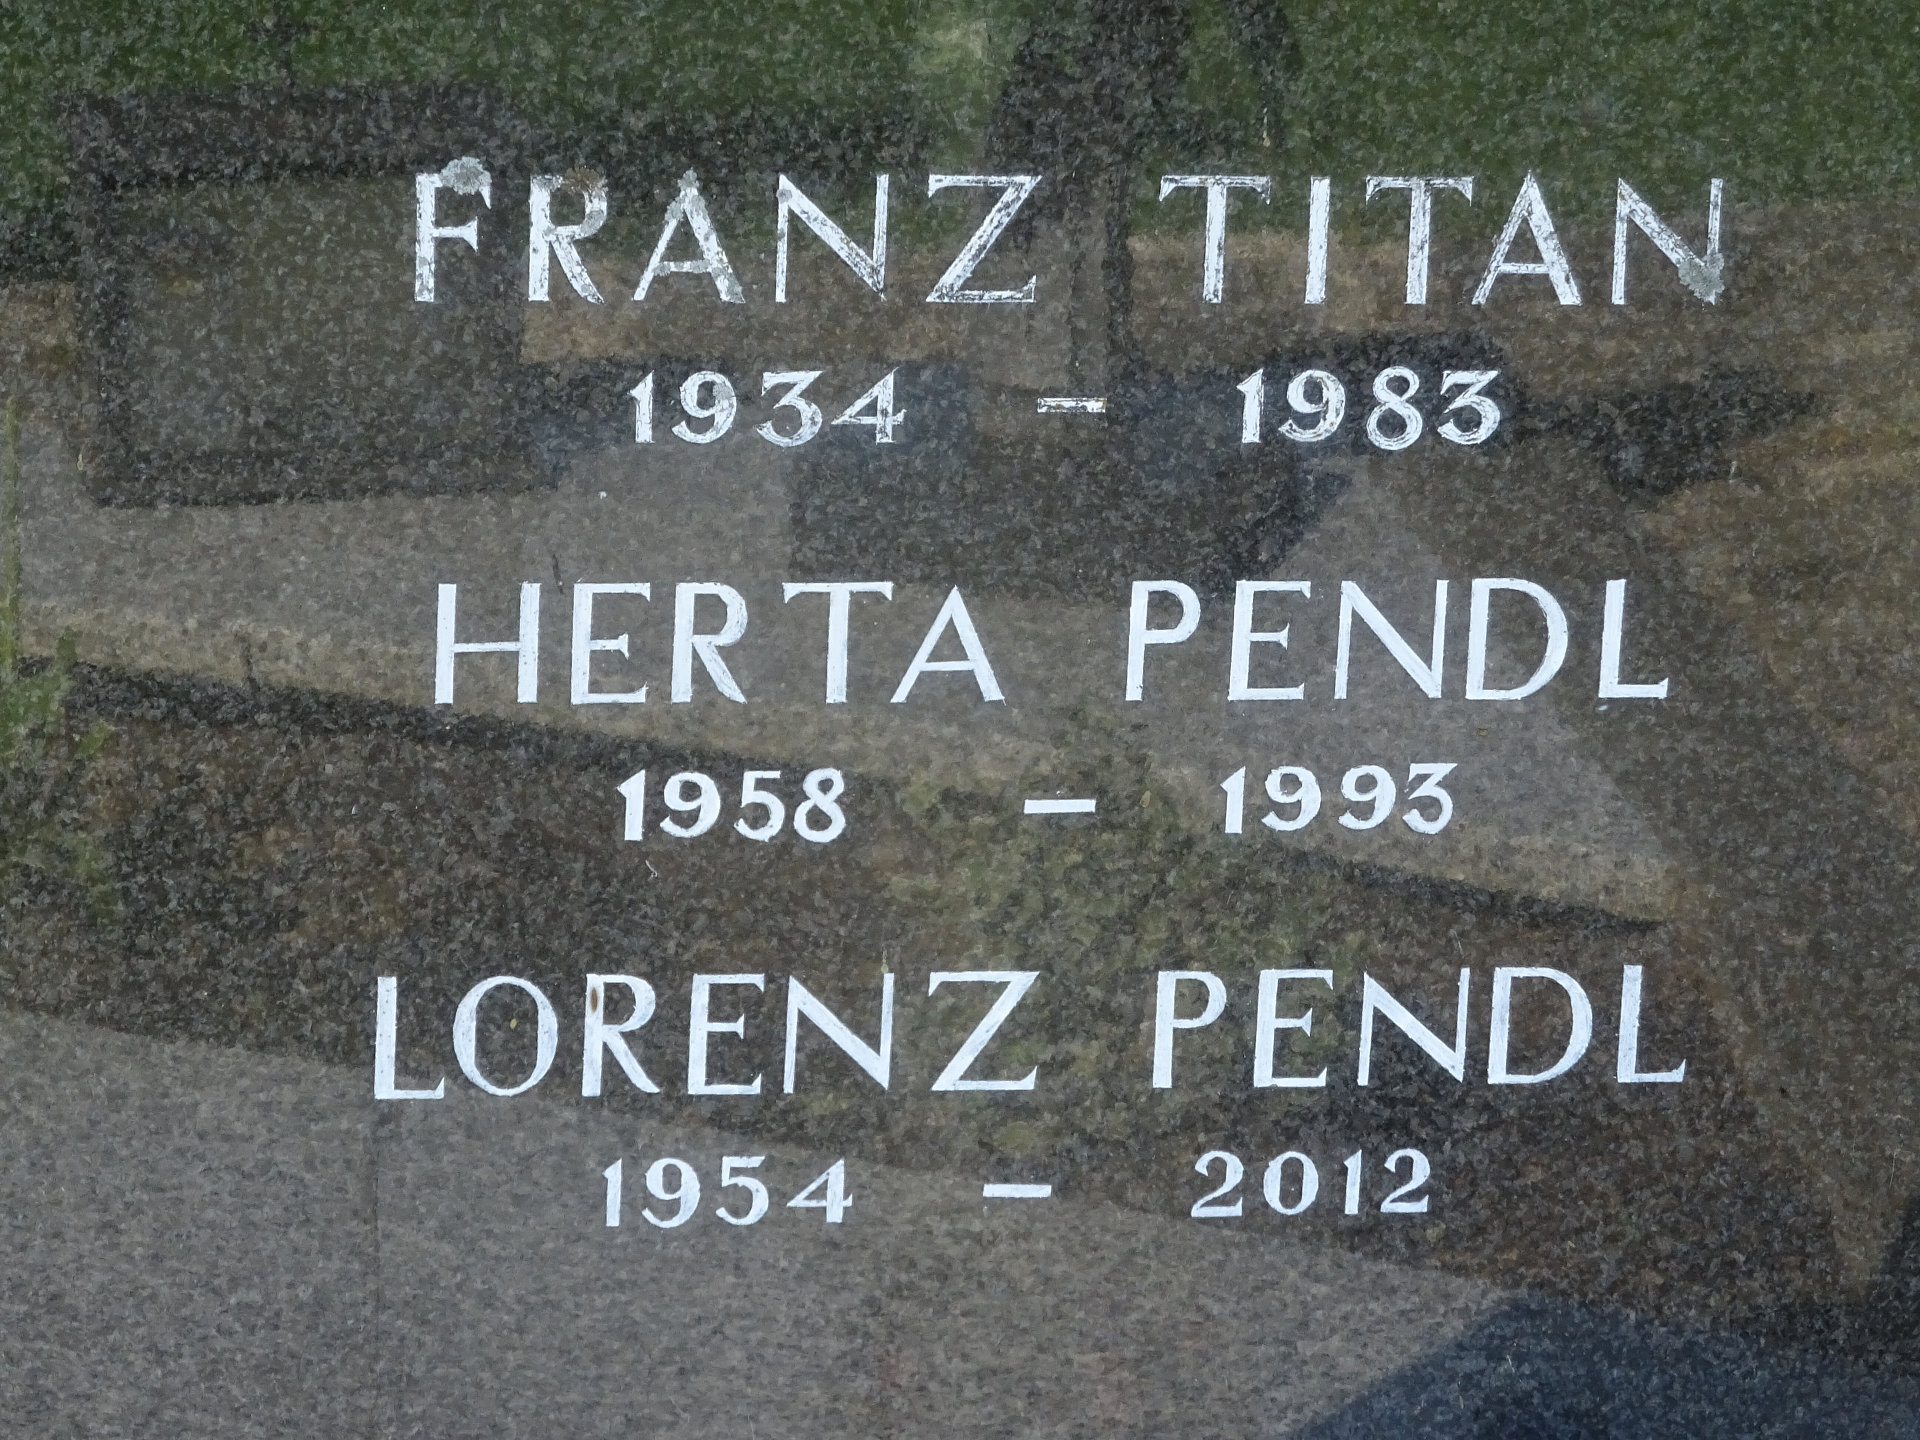 FRANZ TITAN
1934 – 1983
HERTA PENDL
1958 – 1993
LORENZ PENDL
1954 – 2012